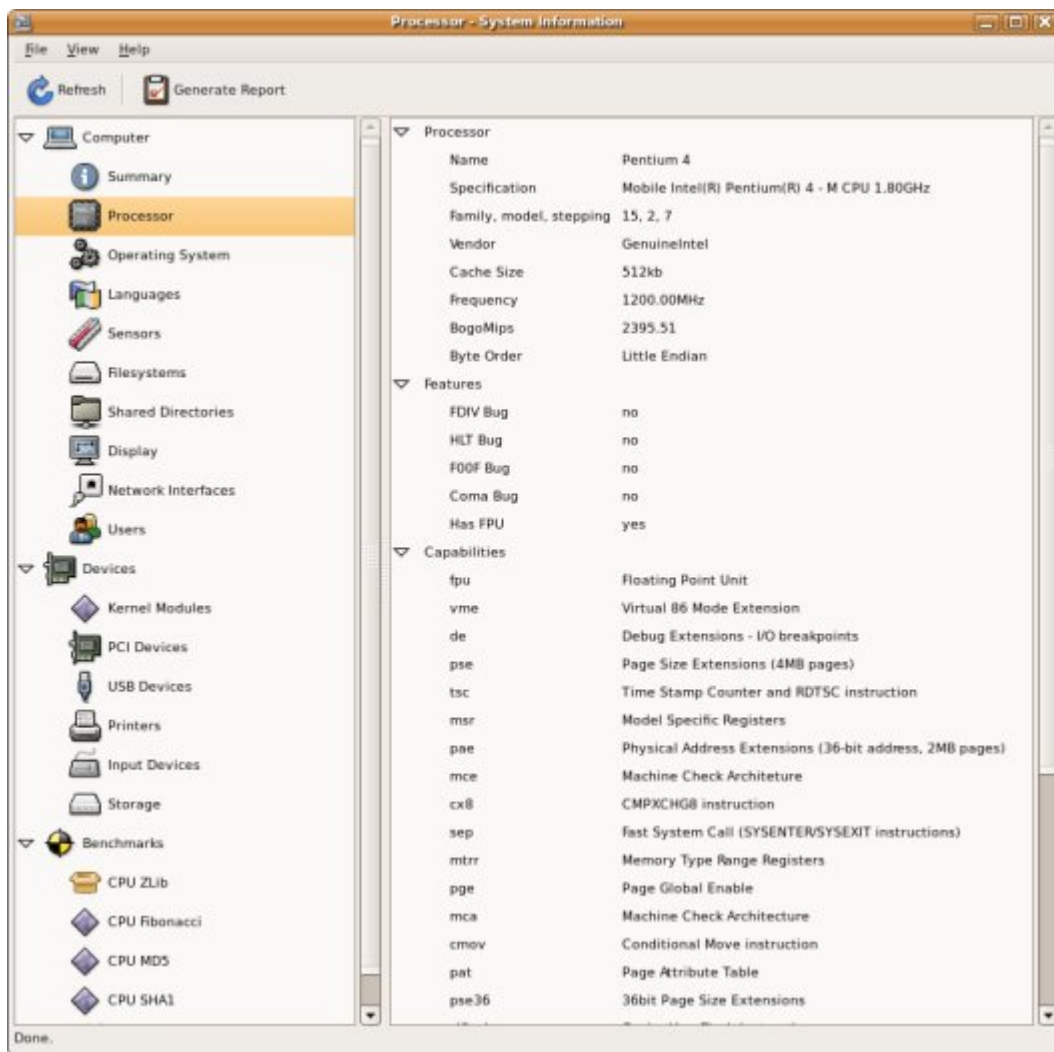 Processor - System Information
File View Help
Refresh Generate Report
Computer
Summary
Processor
Operating System
Languages
Sensors
Filesystems
Shared Directories
Display
Network Interfaces
Users
Devices
Kernel Modules
PCI Devices
USB Devices
Printers
Input Devices
Storage
Benchmarks
CPU ZLib
CPU Fibonacci
CPU MD5
CPU SHA1
Processor
Name Pentium 4
Specification Mobile Intel(R) Pentium(R) 4 - M CPU 1.80GHz
Family, model, stepping 15, 2, 7
Vendor GenuineIntel
Cache Size 512kb
Frequency 1200.00MHz
BogoMips 2395.51
Byte Order Little Endian
Features
FDIV Bug no
HLT Bug no
F00F Bug no
Coma Bug no
Has FPU yes
Capabilities
fpu Floating Point Unit
vme Virtual 86 Mode Extension
de Debug Extensions - I/O breakpoints
pse Page Size Extensions (4MB pages)
tsc Time Stamp Counter and RDTSC instruction
msr Model Specific Registers
pae Physical Address Extensions (36-bit address, 2MB pages)
mce Machine Check Architeture
cx8 CMPXCHG8 instruction
sep Fast System Call (SYSENTER/SYSEXIT instructions)
mtrr Memory Type Range Registers
pge Page Global Enable
mca Machine Check Architecture
cmov Conditional Move instruction
pat Page Attribute Table
pse36 36bit Page Size Extensions
Done.